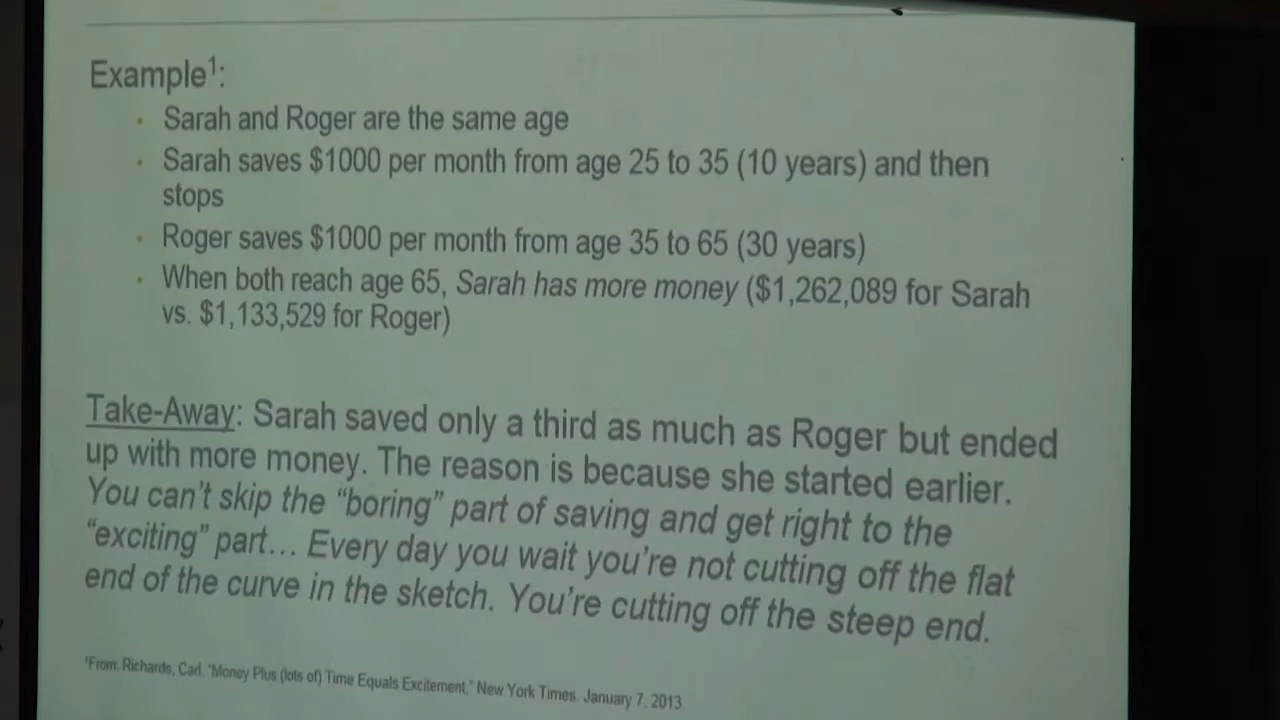 Example¹:
· Sarah and Roger are the same age
· Sarah saves $1000 per month from age 25 to 35 (10 years) and then
stops
· Roger saves $1000 per month from age 35 to 65 (30 years)
· When both reach age 65, Sarah has more money ($1,262,089 for Sarah
vs. $1,133,529 for Roger)
Take-Away: Sarah saved only a third as much as Roger but ended
up with more money. The reason is because she started earlier.
You can't skip the “boring” part of saving and get right to the
“exciting” part… Every day you wait you're not cutting off the flat
end of the curve in the sketch. You're cutting off the steep end.
¹From: Richards, Carl. “Money Plus (lots of) Time Equals Excitement,” New York Times. January 7, 2013.